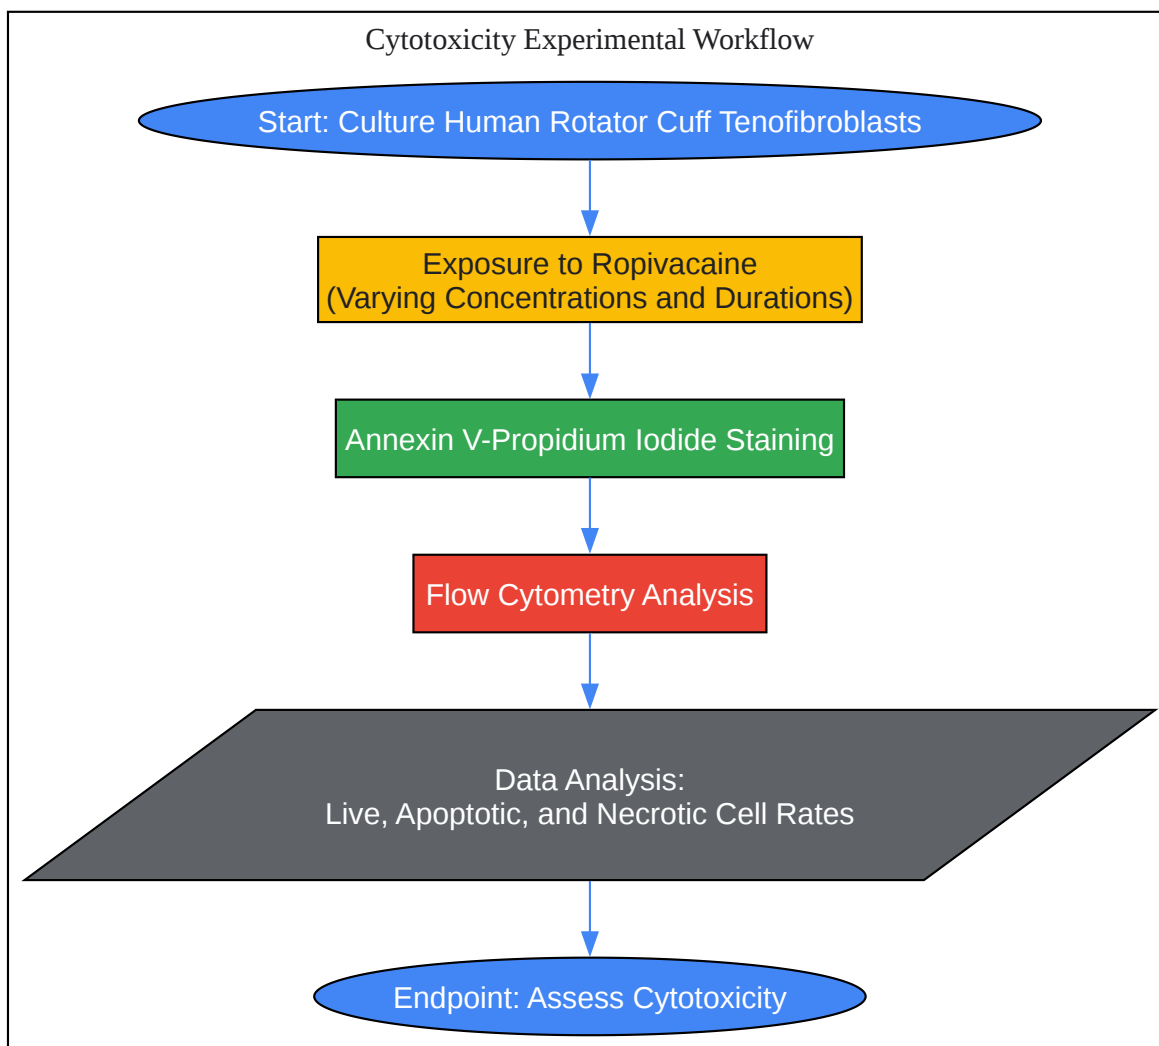 Cytotoxicity Experimental Workflow
Start: Culture Human Rotator Cuff Tenofibroblasts
Exposure to Ropivacaine
(Varying Concentrations and Durations)
Annexin V-Propidium Iodide Staining
Flow Cytometry Analysis
Data Analysis:
Live, Apoptotic, and Necrotic Cell Rates
Endpoint: Assess Cytotoxicity